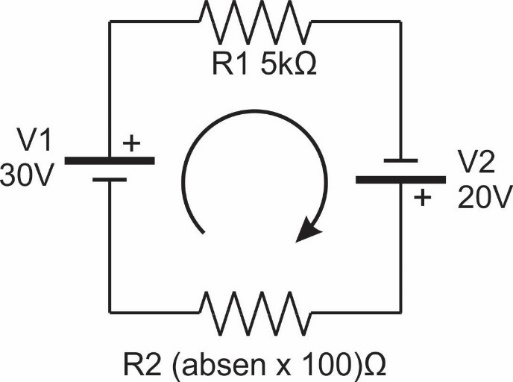 R1 5kΩ
V1
30V
+
V2
20V
+
R2 (absen x 100)Ω